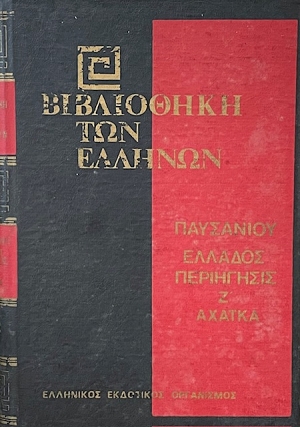 ΒΙΒΛΙΟΘΗΚΗ
ΤΩΝ
ΕΛΛΗΝΩΝ
ΠΑΥΣΑΝΙΟΥ
ΕΛΛΑΔΟΣ
ΠΕΡΙΗΓΗΣΙΣ
Ζ
ΑΧΑΪΚΑ
ΕΛΛΗΝΙΚΟΣ ΕΚΔΟΤΙΚΟΣ ΟΡΓΑΝΙΣΜΟΣ